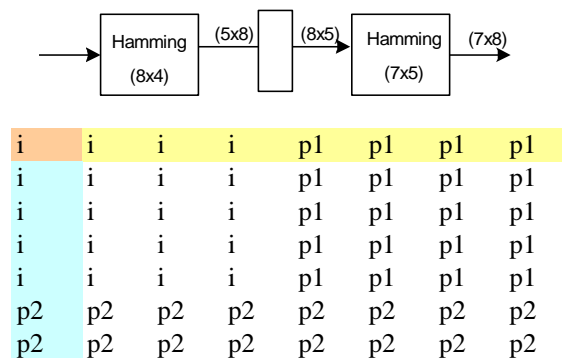 Hamming (5x8) (8x5) Hamming (7x8)
(8x4) (7x5)
i i i i p1 p1 p1 p1
i i i i p1 p1 p1 p1
i i i i p1 p1 p1 p1
i i i i p1 p1 p1 p1
i i i i p1 p1 p1 p1
p2 p2 p2 p2 p2 p2 p2 p2
p2 p2 p2 p2 p2 p2 p2 p2